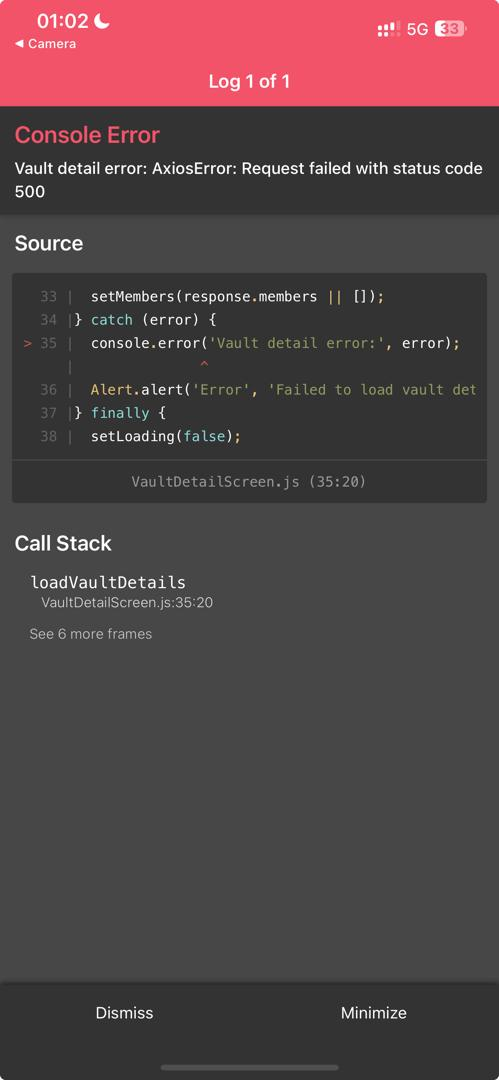 01:02
5G 33
◀ Camera
Log 1 of 1
Console Error
Vault detail error: AxiosError: Request failed with status code
500
Source
33 |  setMembers(response.members || []);
34 |} catch (error) {
> 35 |  console.error('Vault detail error:', error);
|               ^
36 |  Alert.alert('Error', 'Failed to load vault det
37 |} finally {
38 |  setLoading(false);
VaultDetailScreen.js (35:20)
Call Stack
loadVaultDetails
VaultDetailScreen.js:35:20
See 6 more frames
Dismiss
Minimize